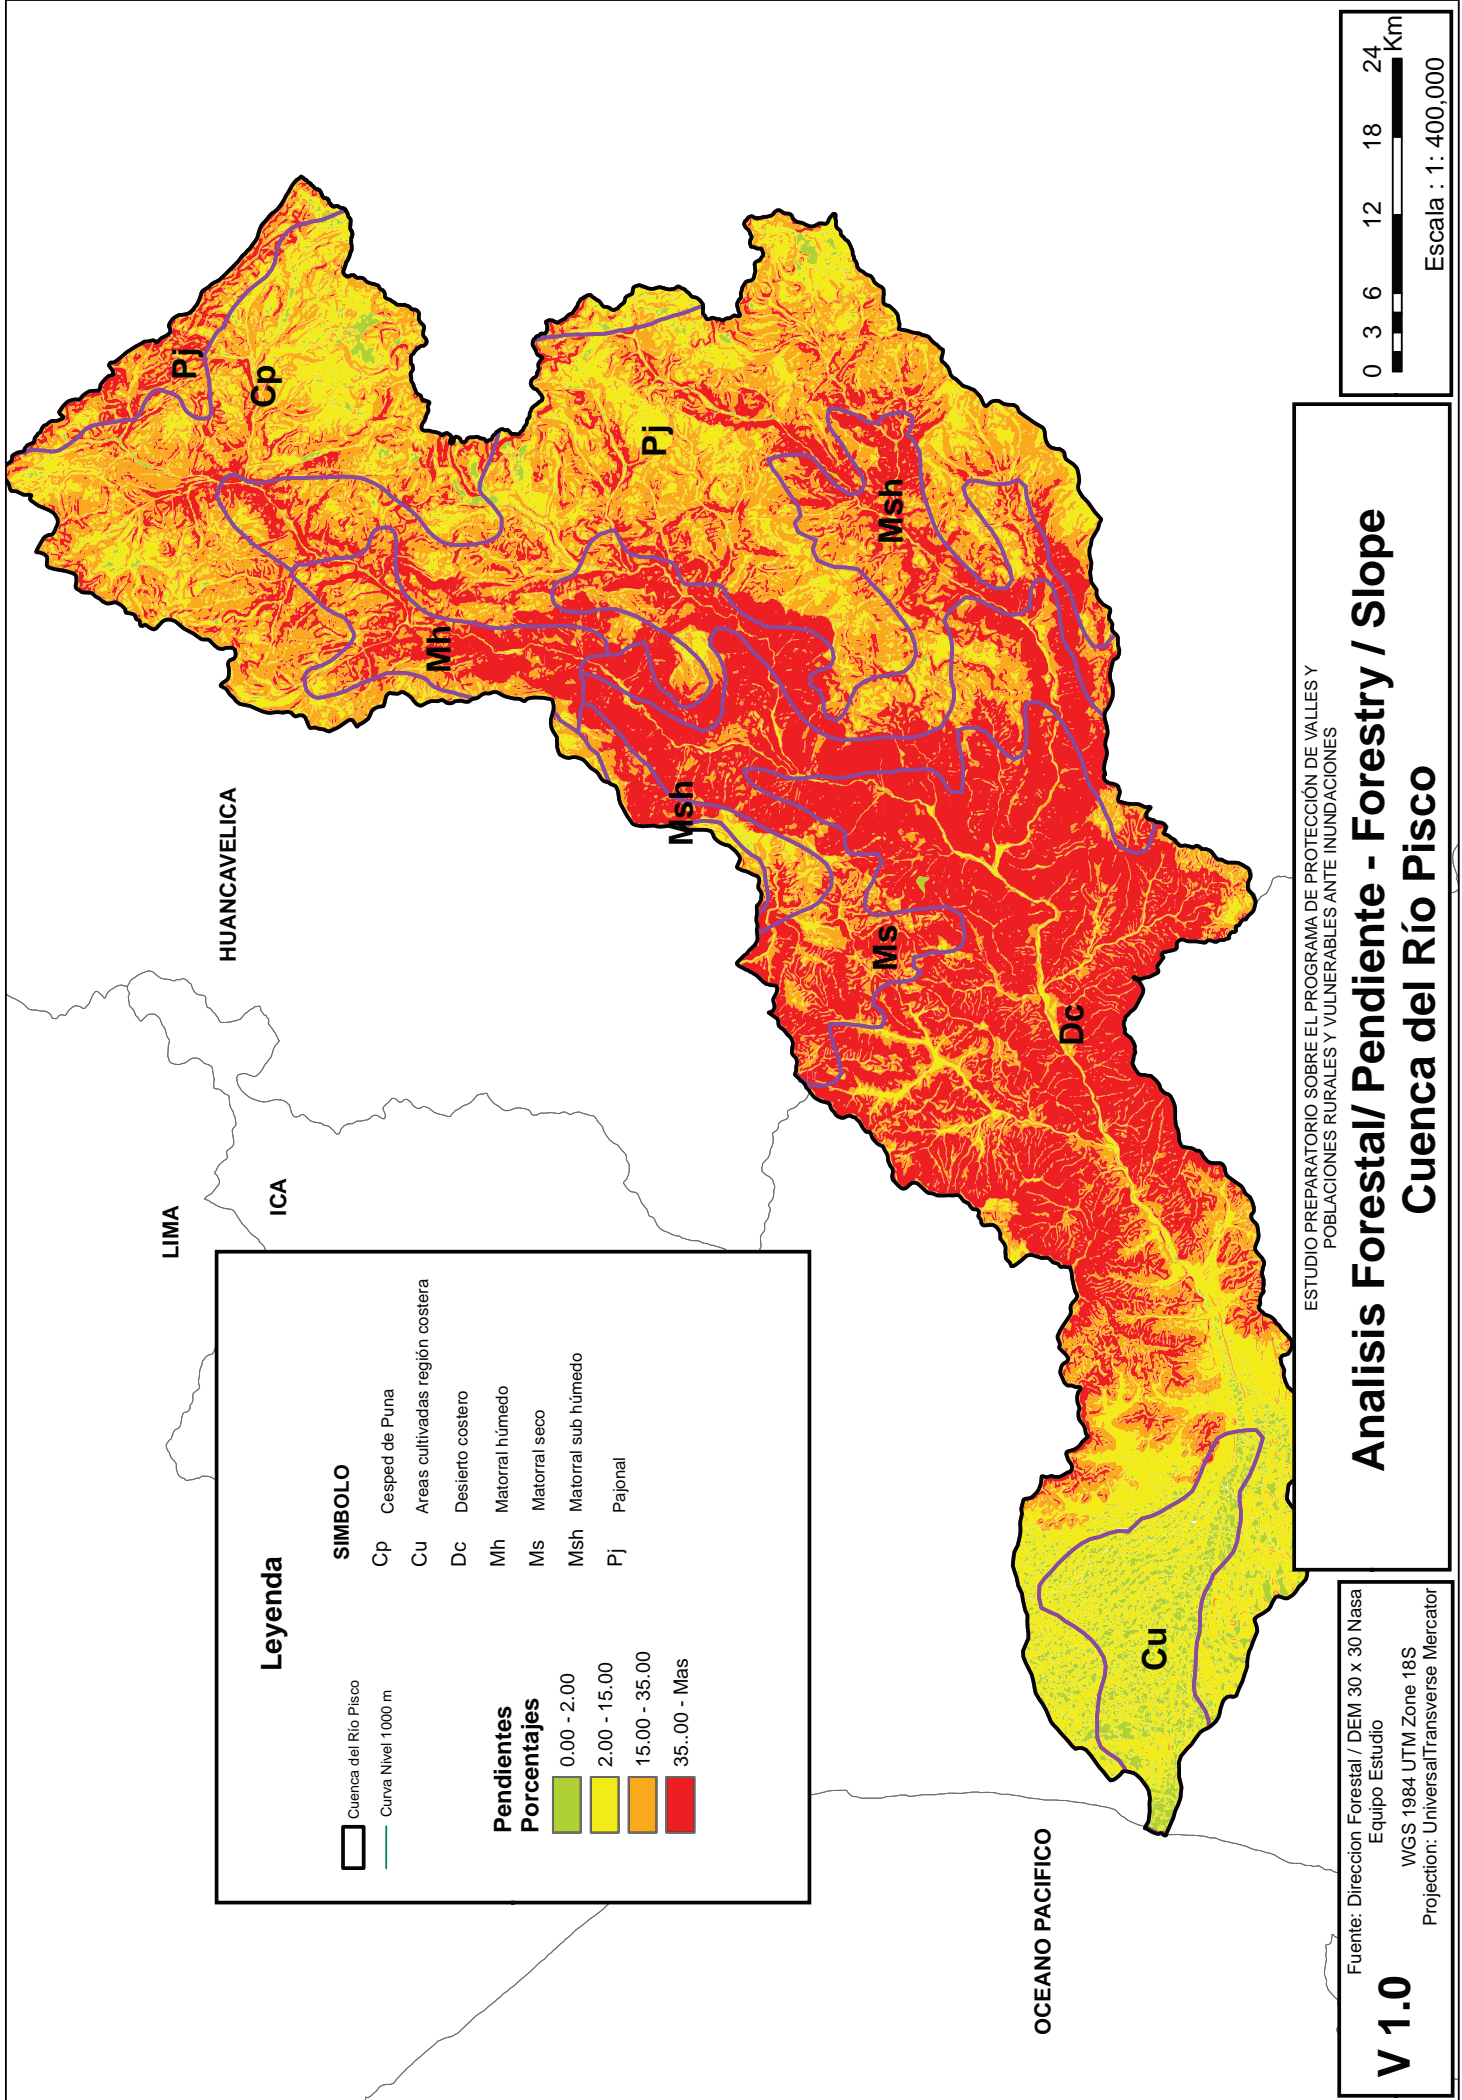 LIMA
HUANCAVELICA
ICA
OCEANO PACIFICO
Pj
Cp
Mh
Pj
Msh
Msh
Ms
Dc
Cu
Leyenda
Cuenca del Río Pisco
Curva Nivel 1000 m
SIMBOLO
Cp Cesped de Puna
Cu Areas cultivadas región costera
Dc Desierto costero
Mh Matorral húmedo
Ms Matorral seco
Msh Matorral sub húmedo
Pj Pajonal
Pendientes
Porcentajes
0.00 - 2.00
2.00 - 15.00
15.00 - 35.00
35..00 - Mas
V 1.0
Fuente: Direccion Forestal / DEM 30 x 30 Nasa
Equipo Estudio
WGS 1984 UTM Zone 18S
Projection: UniversalTransverse Mercator
ESTUDIO PREPARATORIO SOBRE EL PROGRAMA DE PROTECCIÓN DE VALLES Y
POBLACIONES RURALES Y VULNERABLES ANTE INUNDACIONES
Analisis Forestal/ Pendiente - Forestry / Slope
Cuenca del Río Pisco
0 3 6 12 18 24
Km
Escala : 1: 400,000